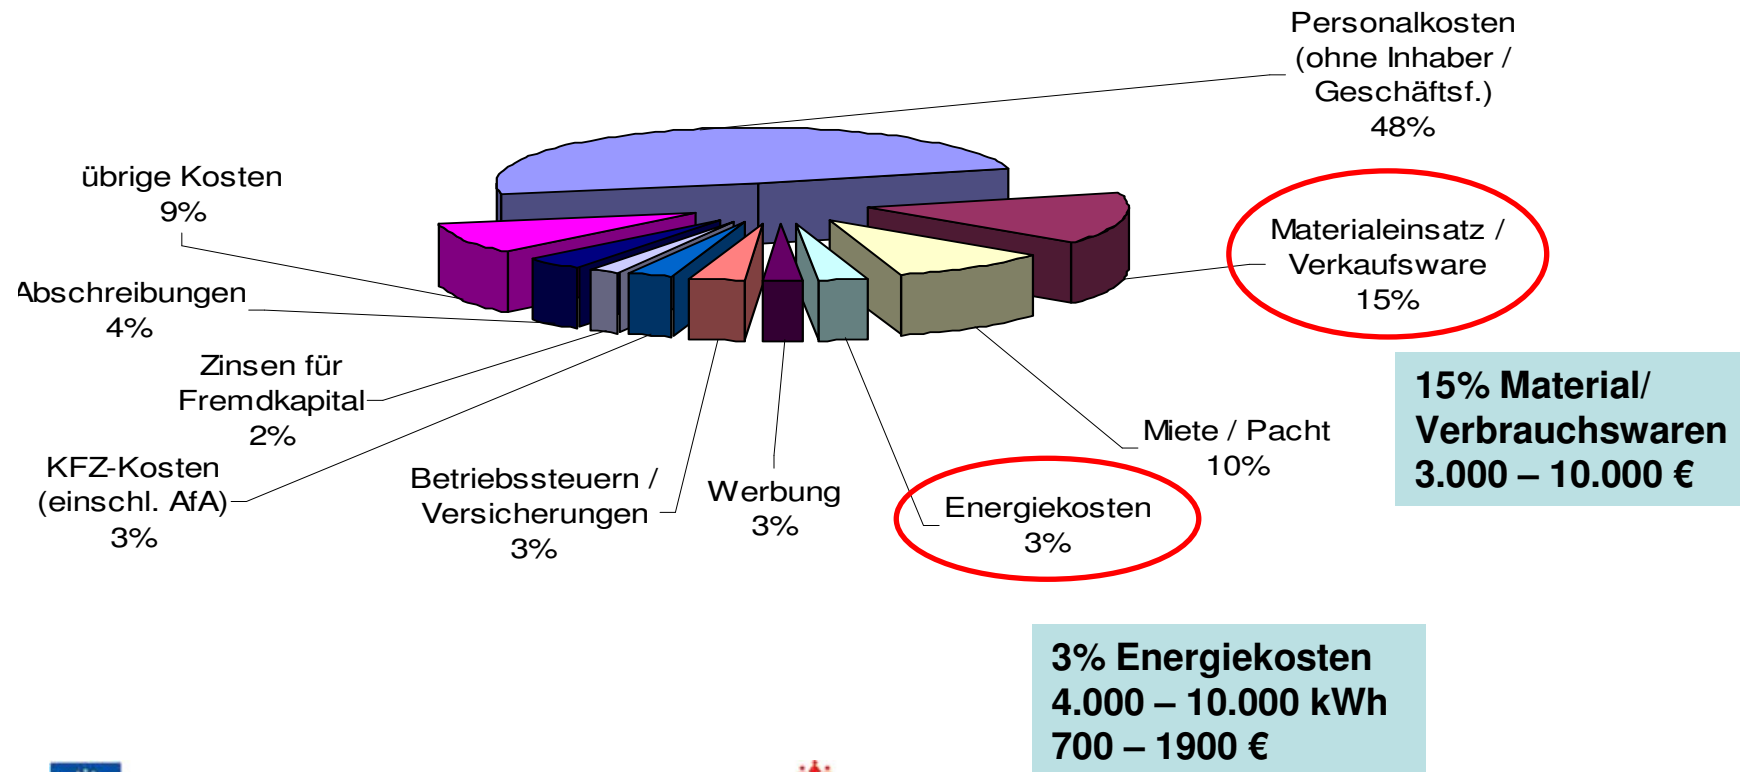 Personalkosten
(ohne Inhaber /
Geschäftsf.)
48%
übrige Kosten
9%
Materialeinsatz /
Verkaufsware
15%
Abschreibungen
4%
Zinsen für
Fremdkapital
2%
15% Material/
Verbrauchswaren
3.000 – 10.000 €
Miete / Pacht
10%
KFZ-Kosten
(einschl. AfA)
3%
Betriebssteuern /
Versicherungen
3%
Werbung
3%
Energiekosten
3%
3% Energiekosten
4.000 – 10.000 kWh
700 – 1900 €